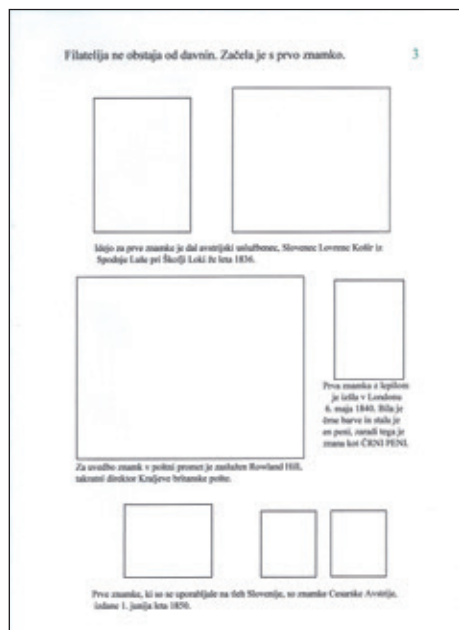 Filatelija ne obstaja od davnin. Začela je s prvo znamko.
3
Idejo za prve znamke je dal avstrijski uslužbenec, Slovenec Lovrenc Košir iz
Spodnje Luše pri Škofji Loki že leta 1836.
Prva znamka z lepilom
je izšla v Londonu
6. maja 1840. Bila je
črne barve in stala je
en peni, zaradi tega je
znana kot ČRNI PENI.
Za uvedbo znamk v poštni promet je zaslužen Rowland Hill,
takratni direktor Kraljeve britanske pošte.
Prve znamke, ki so se uporabljale na tleh Slovenije, so znamke Cesarske Avstrije,
izdane 1. junija leta 1850.